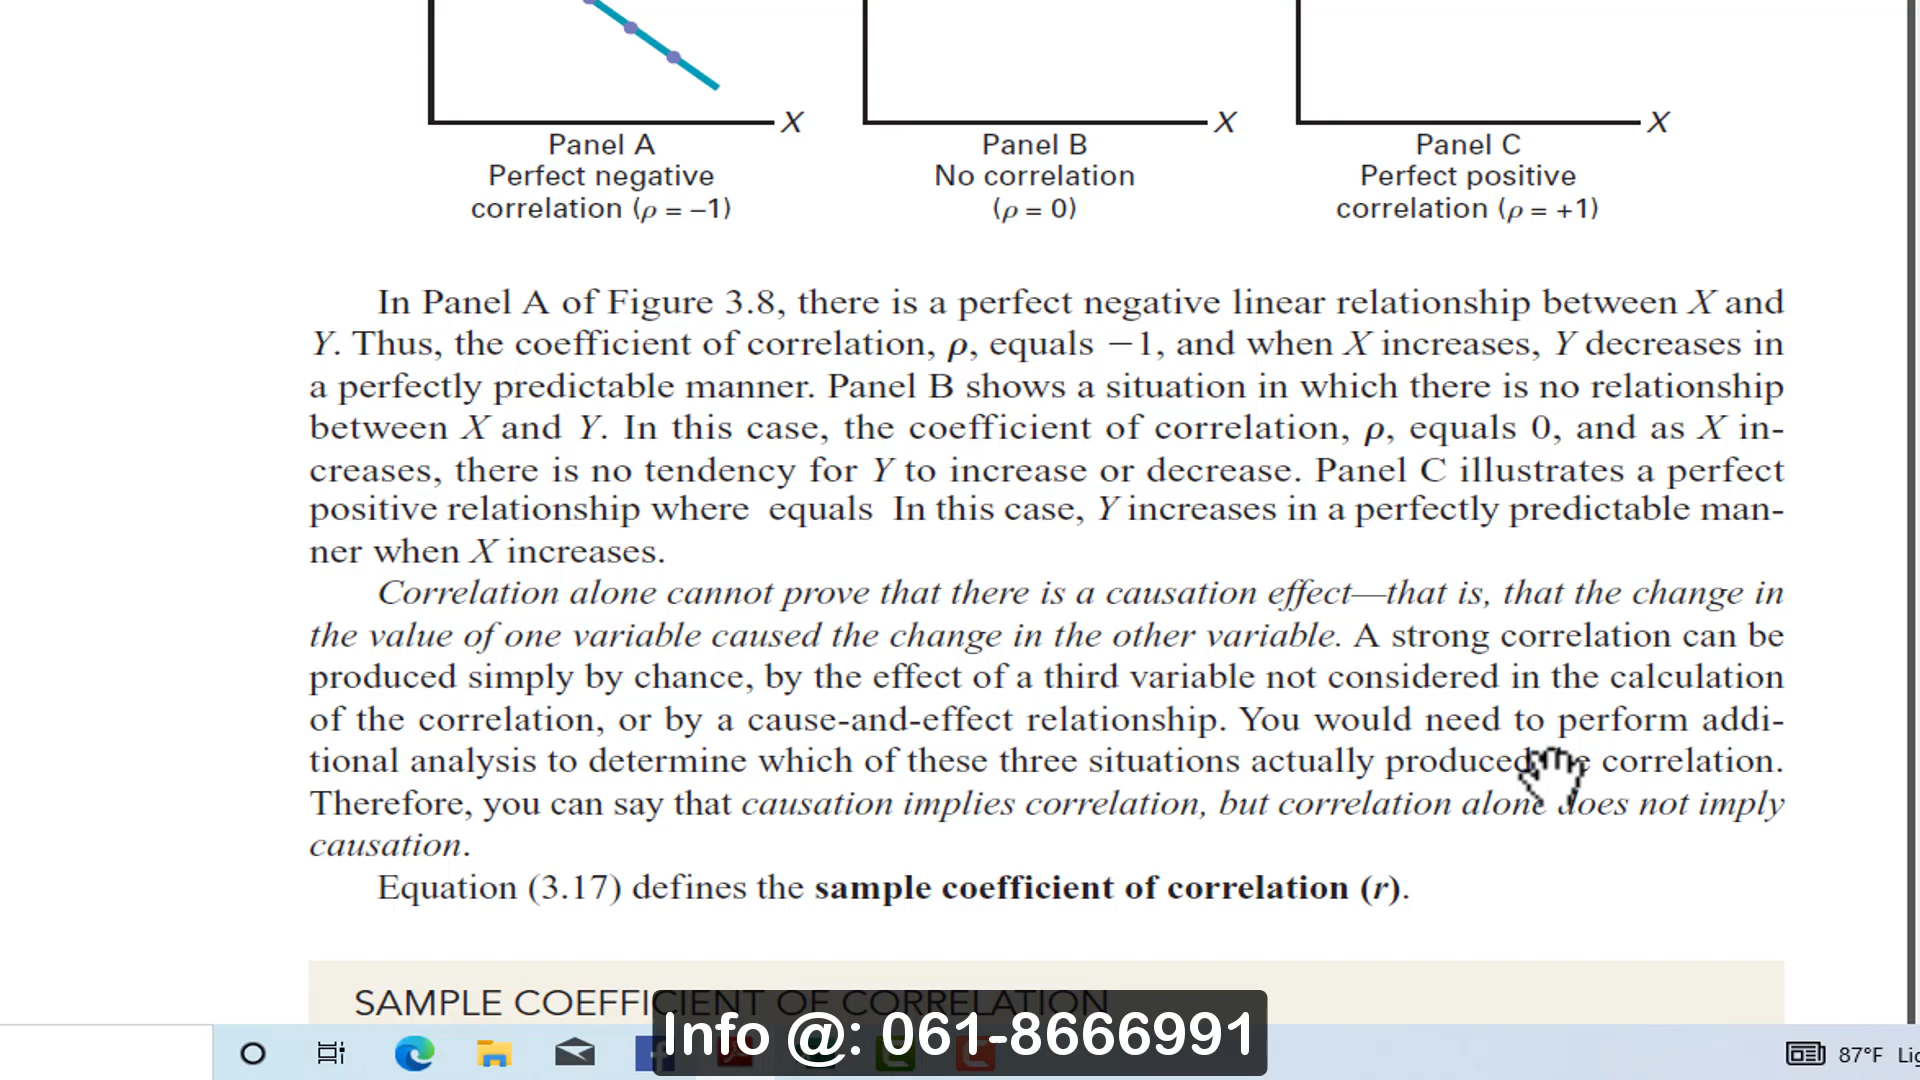 X X X
Panel A Panel B Panel C
Perfect negative No correlation Perfect positive
correlation (ρ = –1) (ρ = 0) correlation (ρ = +1)
In Panel A of Figure 3.8, there is a perfect negative linear relationship between X and
Y. Thus, the coefficient of correlation, ρ, equals −1, and when X increases, Y decreases in
a perfectly predictable manner. Panel B shows a situation in which there is no relationship
between X and Y. In this case, the coefficient of correlation, ρ, equals 0, and as X in-
creases, there is no tendency for Y to increase or decrease. Panel C illustrates a perfect
positive relationship where equals In this case, Y increases in a perfectly predictable man-
ner when X increases.
Correlation alone cannot prove that there is a causation effect—that is, that the change in
the value of one variable caused the change in the other variable. A strong correlation can be
produced simply by chance, by the effect of a third variable not considered in the calculation
of the correlation, or by a cause-and-effect relationship. You would need to perform addi-
tional analysis to determine which of these three situations actually produced the correlation.
Therefore, you can say that causation implies correlation, but correlation alone does not imply
causation.
Equation (3.17) defines the sample coefficient of correlation (r).
SAMPLE COEFFICIENT OF CORRELATION
Info @: 061-8666991
87°F